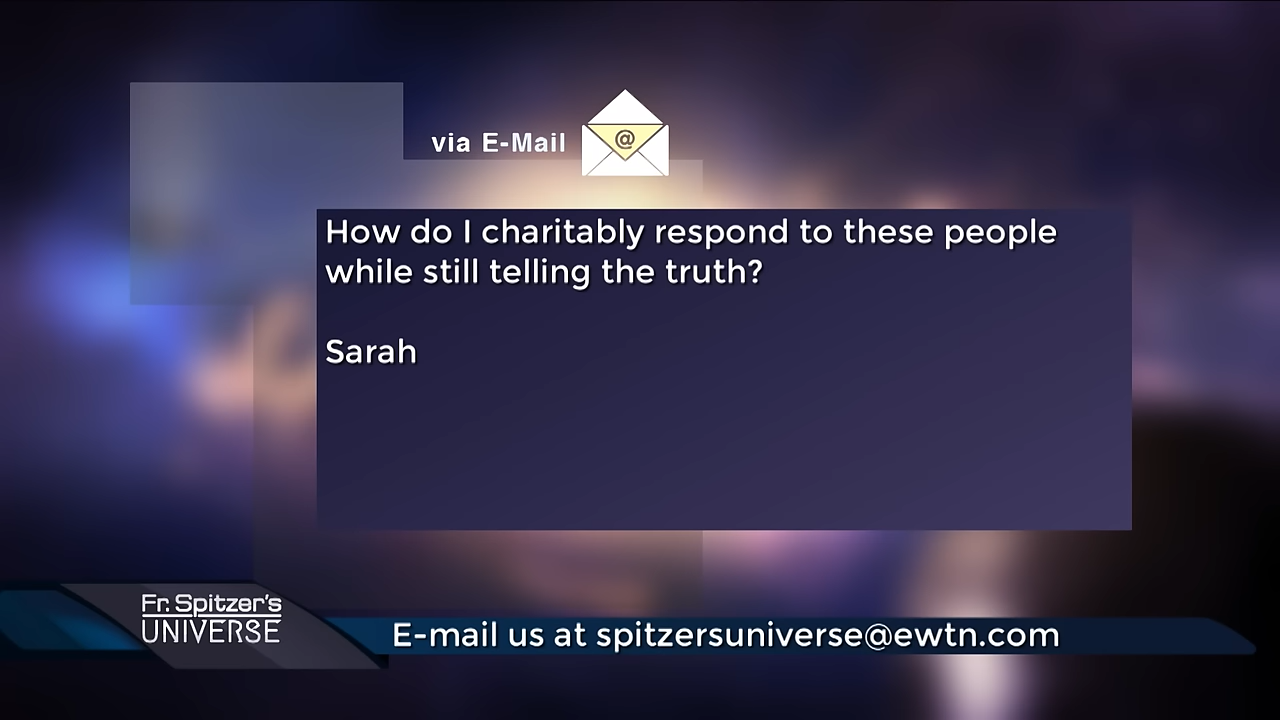 via E-Mail
@
How do I charitably respond to these people
while still telling the truth?
Sarah
Fr. Spitzer's
UNIVERSE
E-mail us at spitzersuniverse@ewtn.com